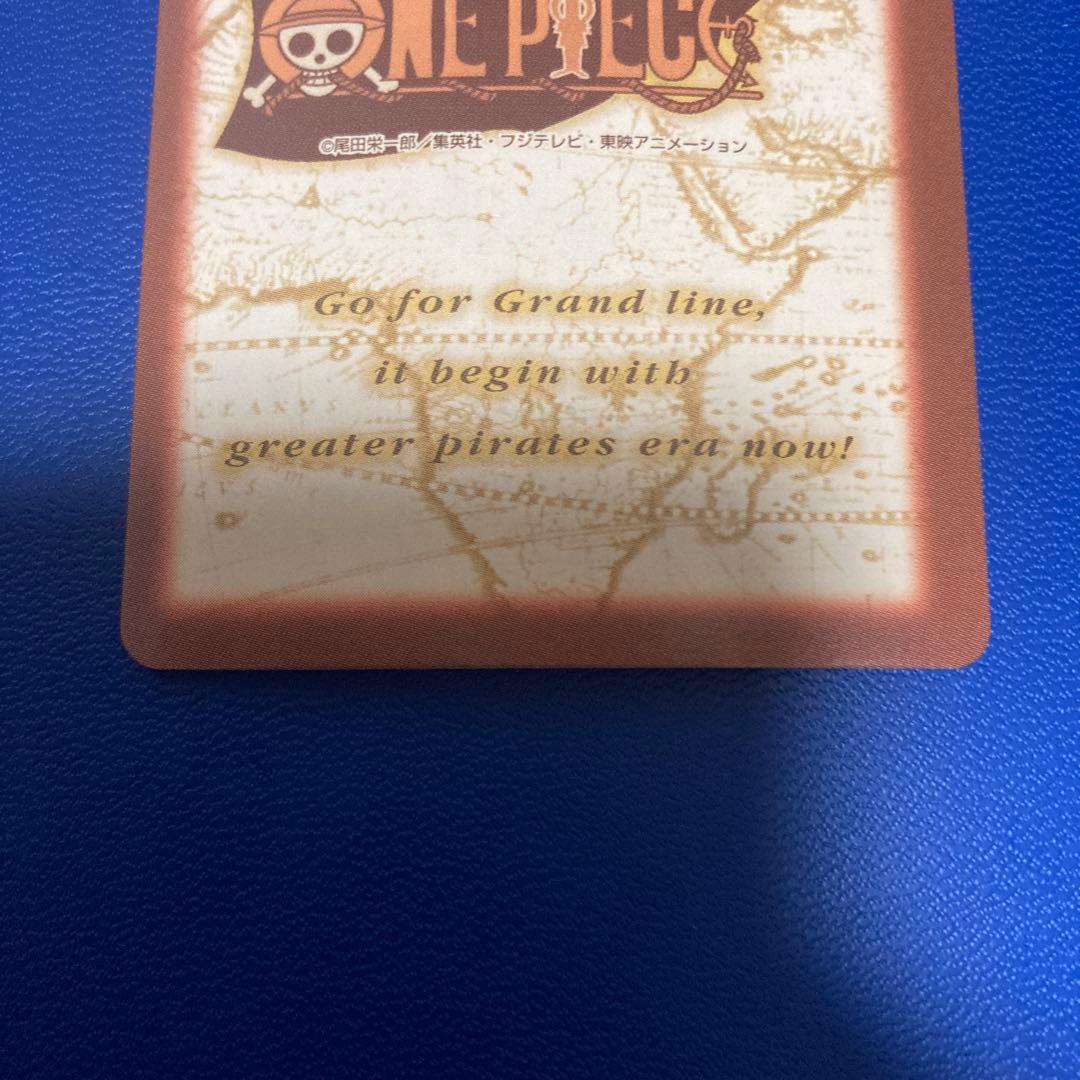 ONE PIECE
©尾田栄一郎／集英社・フジテレビ・東映アニメーション
Go for Grand line,
it begin with
greater pirates era now!